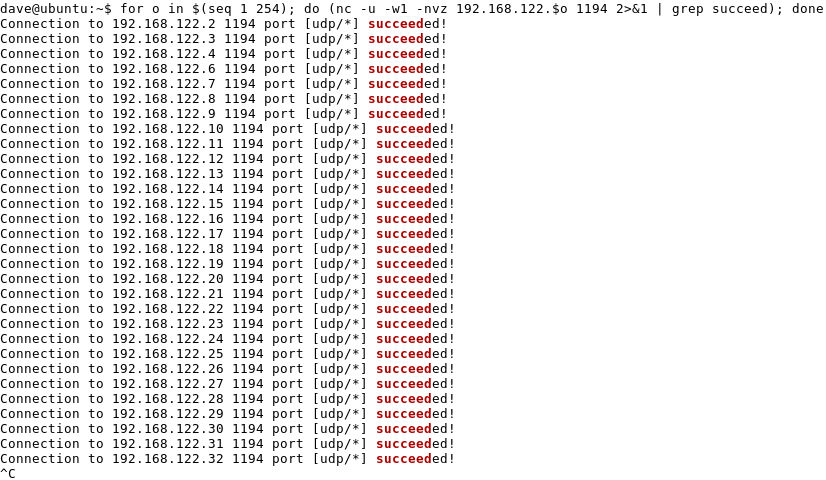 dave@ubuntu:~$ for o in $(seq 1 254); do (nc -u -w1 -nvz 192.168.122.$o 1194 2>&1 | grep succeed); done
Connection to 192.168.122.2 1194 port [udp/*] succeeded!
Connection to 192.168.122.3 1194 port [udp/*] succeeded!
Connection to 192.168.122.4 1194 port [udp/*] succeeded!
Connection to 192.168.122.6 1194 port [udp/*] succeeded!
Connection to 192.168.122.7 1194 port [udp/*] succeeded!
Connection to 192.168.122.8 1194 port [udp/*] succeeded!
Connection to 192.168.122.9 1194 port [udp/*] succeeded!
Connection to 192.168.122.10 1194 port [udp/*] succeeded!
Connection to 192.168.122.11 1194 port [udp/*] succeeded!
Connection to 192.168.122.12 1194 port [udp/*] succeeded!
Connection to 192.168.122.13 1194 port [udp/*] succeeded!
Connection to 192.168.122.14 1194 port [udp/*] succeeded!
Connection to 192.168.122.15 1194 port [udp/*] succeeded!
Connection to 192.168.122.16 1194 port [udp/*] succeeded!
Connection to 192.168.122.17 1194 port [udp/*] succeeded!
Connection to 192.168.122.18 1194 port [udp/*] succeeded!
Connection to 192.168.122.19 1194 port [udp/*] succeeded!
Connection to 192.168.122.20 1194 port [udp/*] succeeded!
Connection to 192.168.122.21 1194 port [udp/*] succeeded!
Connection to 192.168.122.22 1194 port [udp/*] succeeded!
Connection to 192.168.122.23 1194 port [udp/*] succeeded!
Connection to 192.168.122.24 1194 port [udp/*] succeeded!
Connection to 192.168.122.25 1194 port [udp/*] succeeded!
Connection to 192.168.122.26 1194 port [udp/*] succeeded!
Connection to 192.168.122.27 1194 port [udp/*] succeeded!
Connection to 192.168.122.28 1194 port [udp/*] succeeded!
Connection to 192.168.122.29 1194 port [udp/*] succeeded!
Connection to 192.168.122.30 1194 port [udp/*] succeeded!
Connection to 192.168.122.31 1194 port [udp/*] succeeded!
Connection to 192.168.122.32 1194 port [udp/*] succeeded!
^C